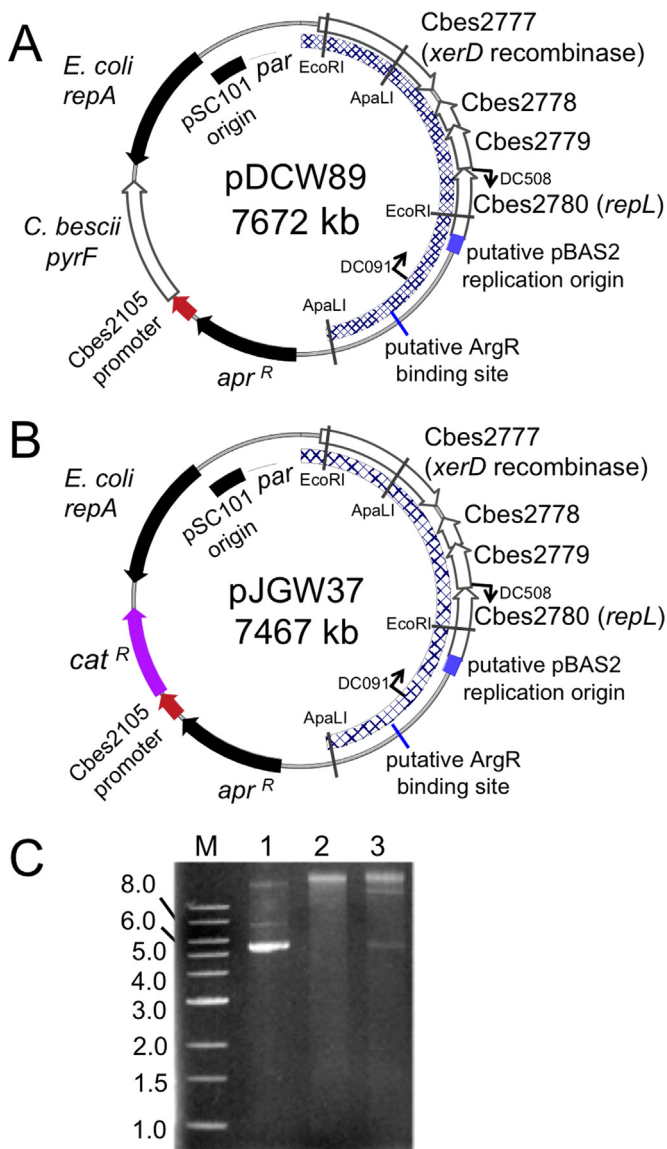 A
E. coli
repA
pSC101
origin
par
EcoRI
ApaLI
Cbes2777
(xerD recombinase)
Cbes2778
Cbes2779
DC508
Cbes2780 (repL)
EcoRI
putative pBAS2
replication origin
DC091
ApaLI
putative ArgR
binding site
pDCW89
7672 kb
C. bescii
pyrF
Cbes2105
promoter
apr R
B
E. coli
repA
pSC101
origin
par
EcoRI
ApaLI
Cbes2777
(xerD recombinase)
Cbes2778
Cbes2779
DC508
Cbes2780 (repL)
EcoRI
putative pBAS2
replication origin
DC091
ApaLI
putative ArgR
binding site
pJGW37
7467 kb
cat R
Cbes2105
promoter
apr R
C
M 1 2 3
8.0
6.0
5.0
4.0
3.0
2.0
1.5
1.0